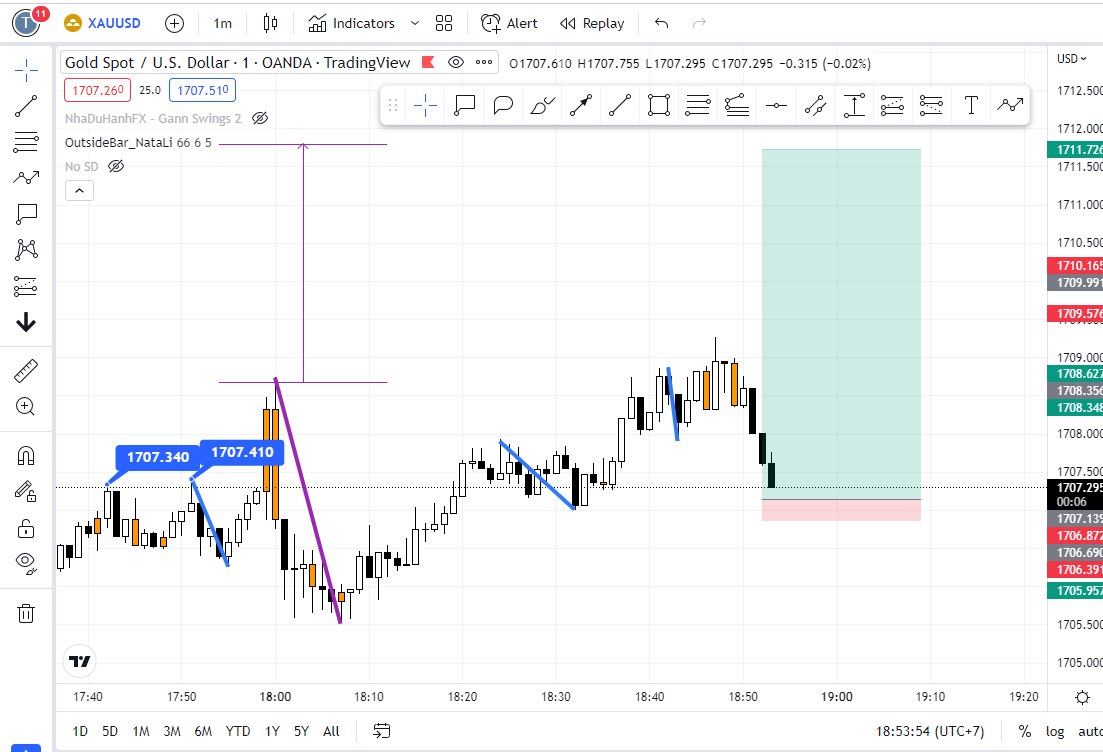 T 11 XAUUSD 1m Indicators Alert Replay
Gold Spot / U.S. Dollar · 1 · OANDA · TradingView O1707.610 H1707.755 L1707.295 C1707.295 −0.315 (−0.02%)
USD
1707.260 25.0 1707.510
NhaDuHanhFX - Gann Swings 2
OutsideBar_NataLi 66 6 5
No SD
T
1712.500
1712.000
1711.726
1711.500
1711.000
1710.500
1710.165
1709.991
1709.576
1709.000
1708.627
1708.356
1708.348
1708.000
1707.500
1707.295
00:06
1707.139
1706.872
1706.690
1706.391
1705.957
1705.500
1705.000
1707.340
1707.410
17:40 17:50 18:00 18:10 18:20 18:30 18:40 18:50 19:00 19:10 19:20
1D 5D 1M 3M 6M YTD 1Y 5Y All 18:53:54 (UTC+7) % log auto